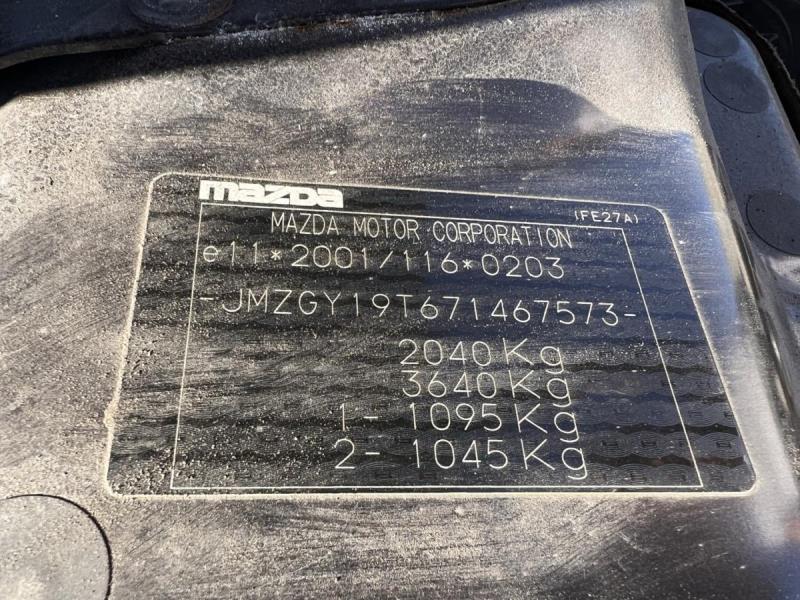 mazda
(FE27A)
MAZDA MOTOR CORPORATION
e11*2001/116*0203
-JMZGY19T671467573-
2040Kg
3640Kg
1- 1095Kg
2- 1045Kg